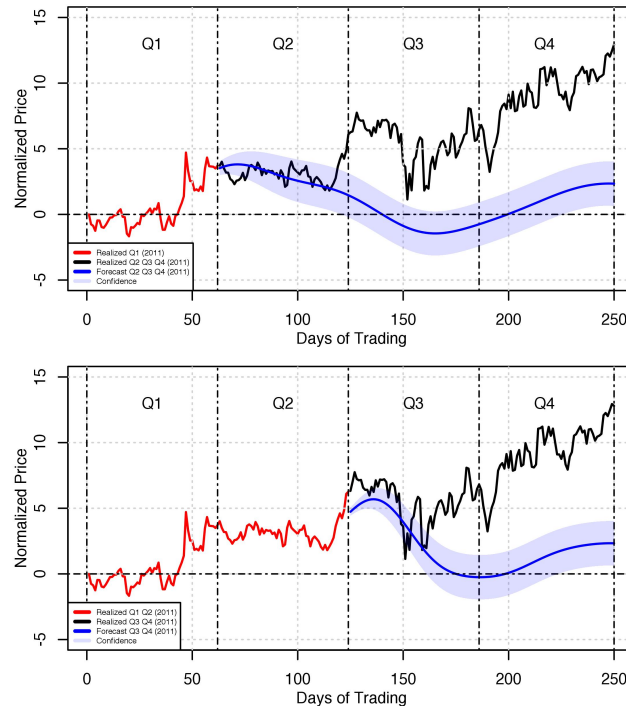 Q1 Q2 Q3 Q4
15
10
5
0
-5
Normalized Price
Realized Q1 (2011)
Realized Q2 Q3 Q4 (2011)
Forecast Q2 Q3 Q4 (2011)
Confidence
0 50 100 150 200 250
Days of Trading
Q1 Q2 Q3 Q4
15
10
5
0
-5
Normalized Price
Realized Q1 Q2 (2011)
Realized Q3 Q4 (2011)
Forecast Q3 Q4 (2011)
Confidence
0 50 100 150 200 250
Days of Trading